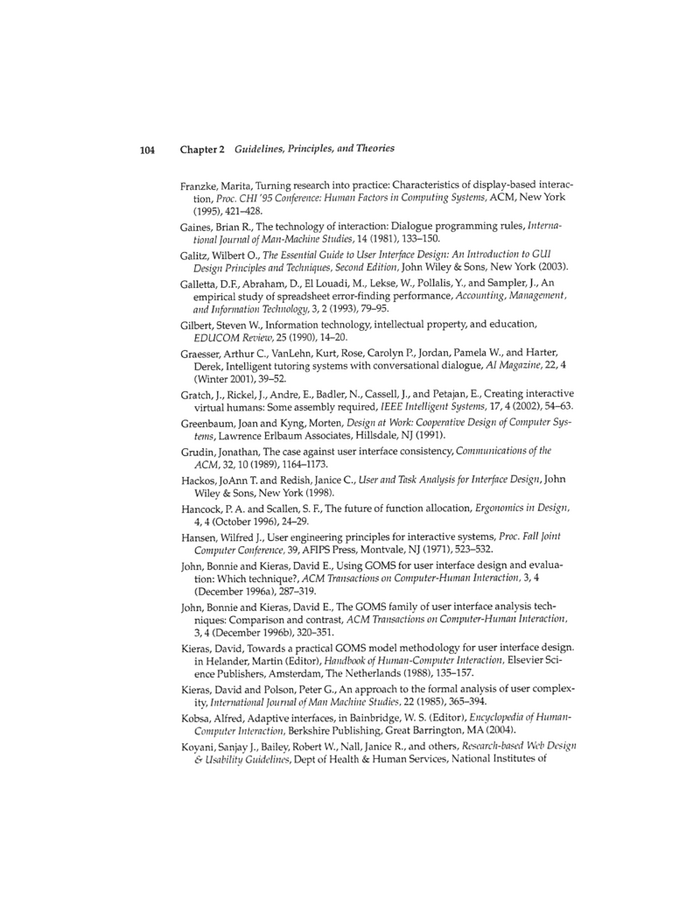 104 Chapter 2 Guidelines, Principles, and Theories
Franzke, Marita, Turning research into practice: Characteristics of display-based interac-
tion, Proc. CHI '95 Conference: Human Factors in Computing Systems, ACM, New York
(1995), 421–428.
Gaines, Brian R., The technology of interaction: Dialogue programming rules, Interna-
tional Journal of Man-Machine Studies, 14 (1981), 133–150.
Galitz, Wilbert O., The Essential Guide to User Interface Design: An Introduction to GUI
Design Principles and Techniques, Second Edition, John Wiley & Sons, New York (2003).
Galletta, D.F., Abraham, D., El Louadi, M., Lekse, W., Pollalis, Y., and Sampler, J., An
empirical study of spreadsheet error-finding performance, Accounting, Management,
and Information Technology, 3, 2 (1993), 79–95.
Gilbert, Steven W., Information technology, intellectual property, and education,
EDUCOM Review, 25 (1990), 14–20.
Graesser, Arthur C., VanLehn, Kurt, Rose, Carolyn P., Jordan, Pamela W., and Harter,
Derek, Intelligent tutoring systems with conversational dialogue, AI Magazine, 22, 4
(Winter 2001), 39–52.
Gratch, J., Rickel, J., Andre, E., Badler, N., Cassell, J., and Petajan, E., Creating interactive
virtual humans: Some assembly required, IEEE Intelligent Systems, 17, 4 (2002), 54–63.
Greenbaum, Joan and Kyng, Morten, Design at Work: Cooperative Design of Computer Sys-
tems, Lawrence Erlbaum Associates, Hillsdale, NJ (1991).
Grudin, Jonathan, The case against user interface consistency, Communications of the
ACM, 32, 10 (1989), 1164–1173.
Hackos, JoAnn T. and Redish, Janice C., User and Task Analysis for Interface Design, John
Wiley & Sons, New York (1998).
Hancock, P. A. and Scallen, S. F., The future of function allocation, Ergonomics in Design,
4, 4 (October 1996), 24–29.
Hansen, Wilfred J., User engineering principles for interactive systems, Proc. Fall Joint
Computer Conference, 39, AFIPS Press, Montvale, NJ (1971), 523–532.
John, Bonnie and Kieras, David E., Using GOMS for user interface design and evalua-
tion: Which technique?, ACM Transactions on Computer-Human Interaction, 3, 4
(December 1996a), 287–319.
John, Bonnie and Kieras, David E., The GOMS family of user interface analysis tech-
niques: Comparison and contrast, ACM Transactions on Computer-Human Interaction,
3, 4 (December 1996b), 320–351.
Kieras, David, Towards a practical GOMS model methodology for user interface design.
in Helander, Martin (Editor), Handbook of Human-Computer Interaction, Elsevier Sci-
ence Publishers, Amsterdam, The Netherlands (1988), 135–157.
Kieras, David and Polson, Peter G., An approach to the formal analysis of user complex-
ity, International Journal of Man Machine Studies, 22 (1985), 365–394.
Kobsa, Alfred, Adaptive interfaces, in Bainbridge, W. S. (Editor), Encyclopedia of Human-
Computer Interaction, Berkshire Publishing, Great Barrington, MA (2004).
Koyani, Sanjay J., Bailey, Robert W., Nall, Janice R., and others, Research-based Web Design
& Usability Guidelines, Dept of Health & Human Services, National Institutes of